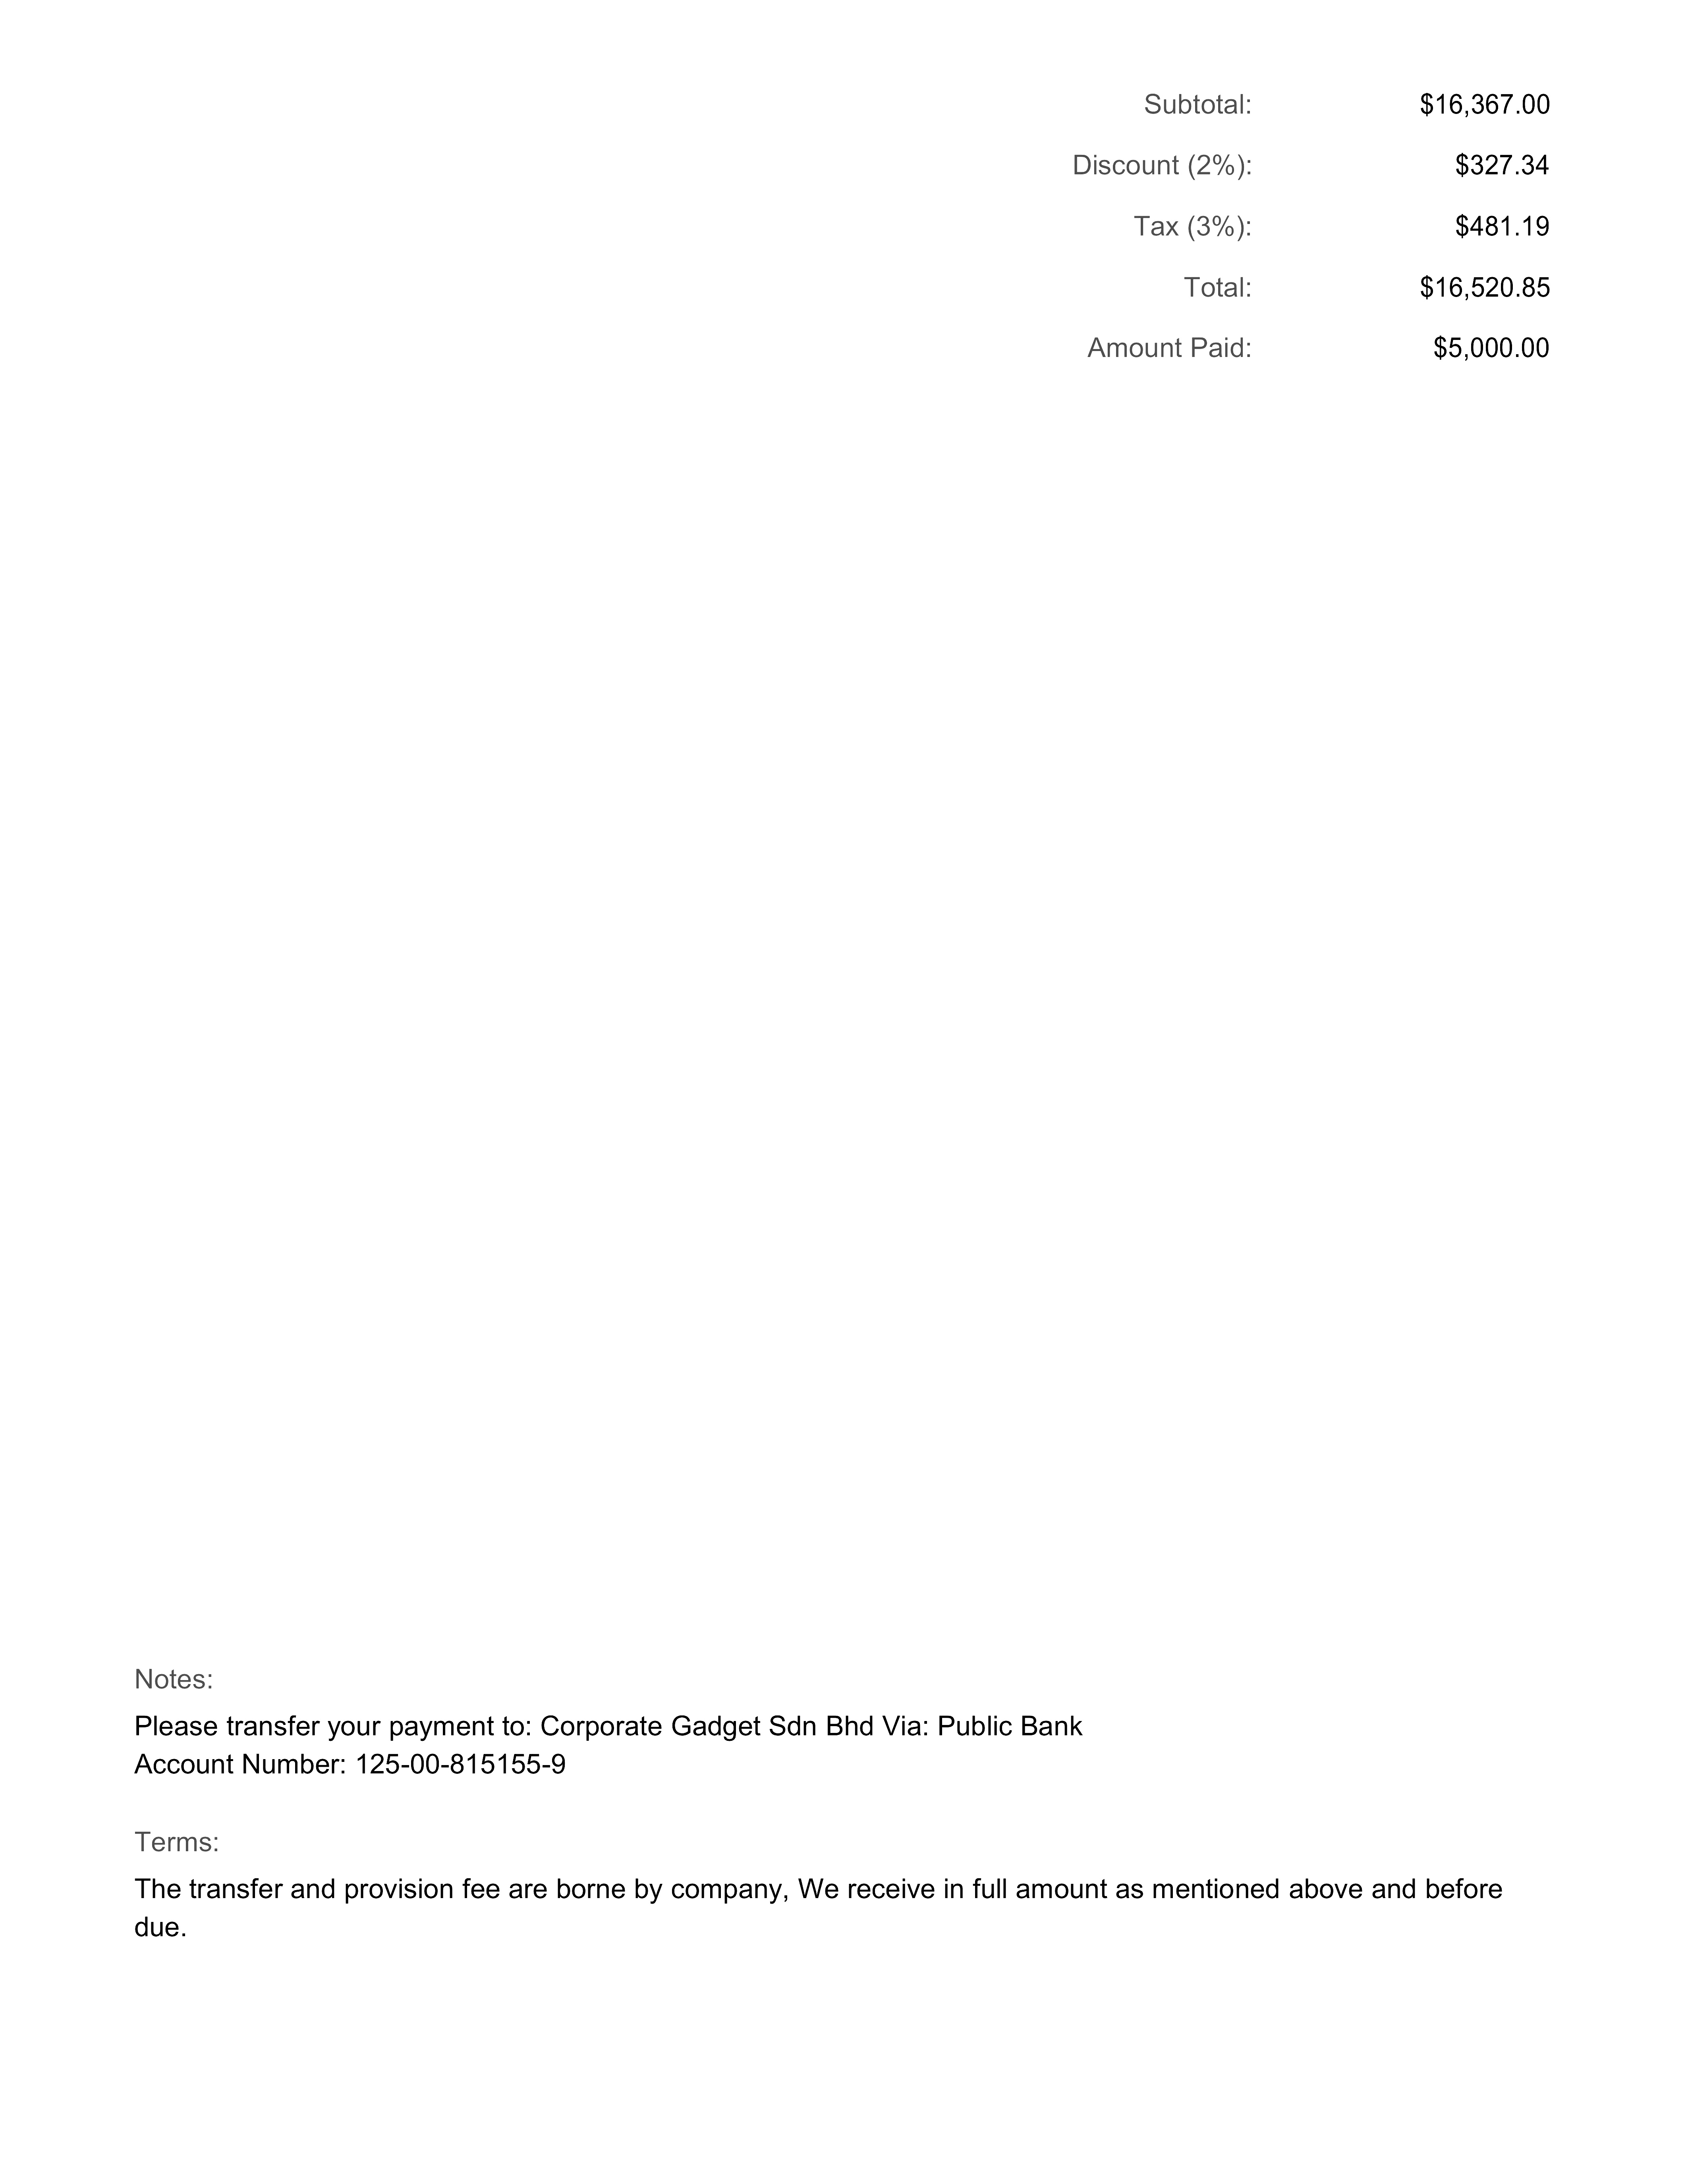 Subtotal: $16,367.00
Discount (2%): $327.34
Tax (3%): $481.19
Total: $16,520.85
Amount Paid: $5,000.00
Notes:
Please transfer your payment to: Corporate Gadget Sdn Bhd Via: Public Bank
Account Number: 125-00-815155-9
Terms:
The transfer and provision fee are borne by company, We receive in full amount as mentioned above and before
due.